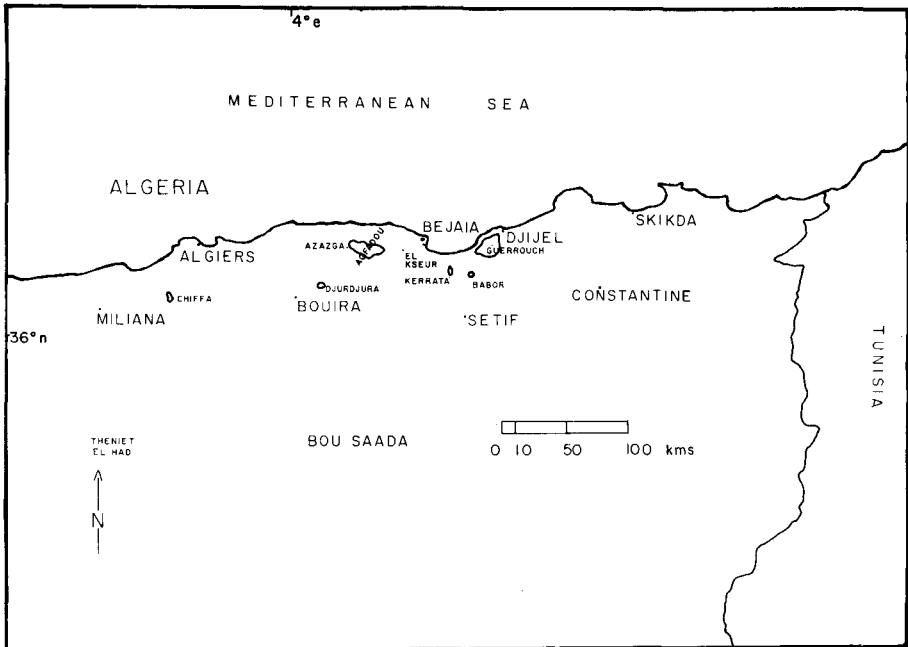 4°e
MEDITERRANEAN SEA
ALGERIA
BEJAIA
SKIKDA
DJIJEL
AZAZGA
AGFADOU
GUERROUCH
ALGIERS
EL
KSEUR
KERRATA
BABOR
DJURDJURA
CHIFFA
CONSTANTINE
BOUIRA
MILIANA
SETIF
36°n
TUNISIA
THENIET
EL HAD
BOU SAADA
0 10 50 100 kms
N